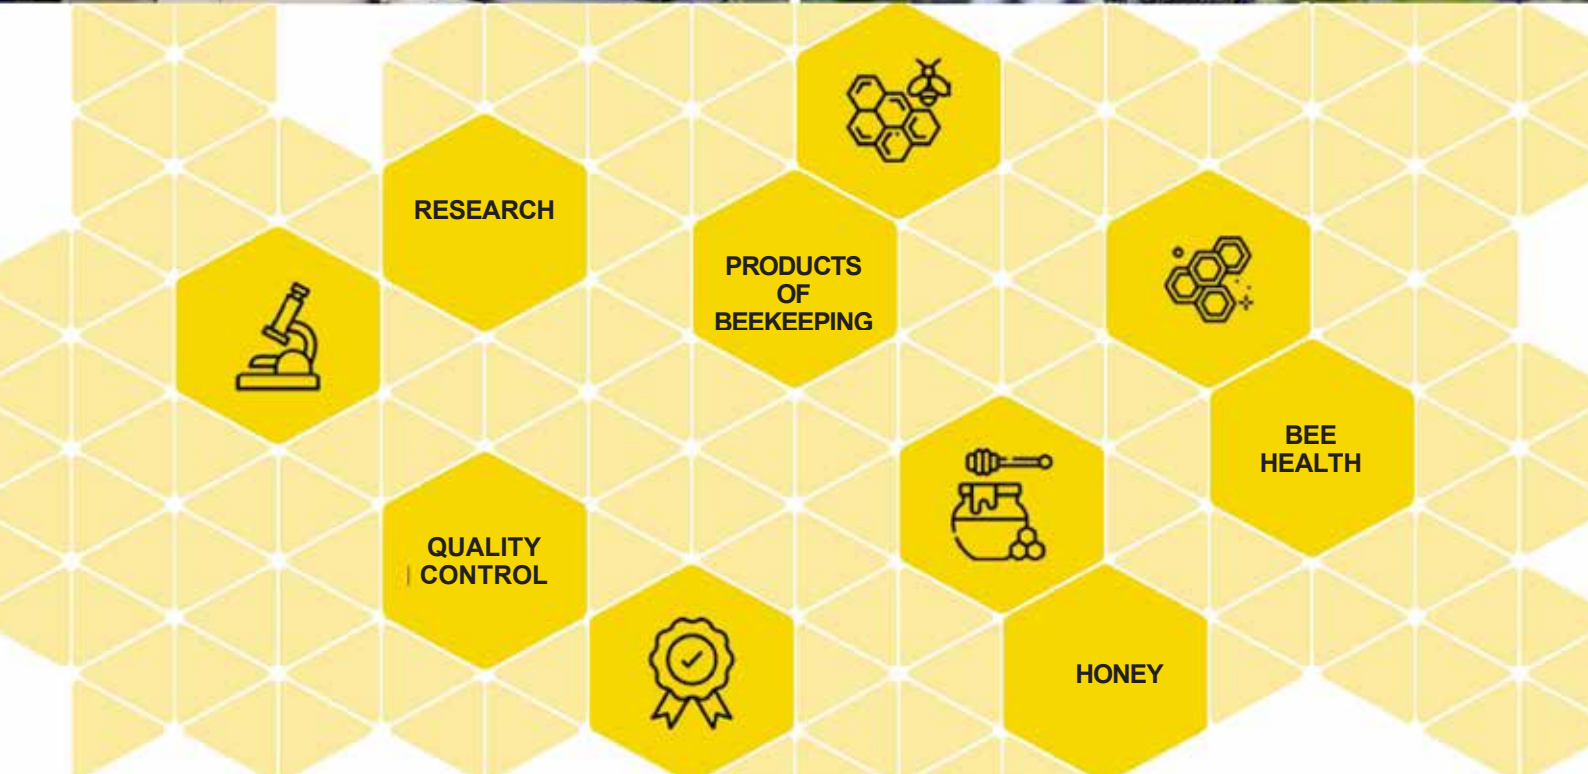 RESEARCH
PRODUCTS
OF
BEEKEEPING
BEE
HEALTH
QUALITY
CONTROL
HONEY